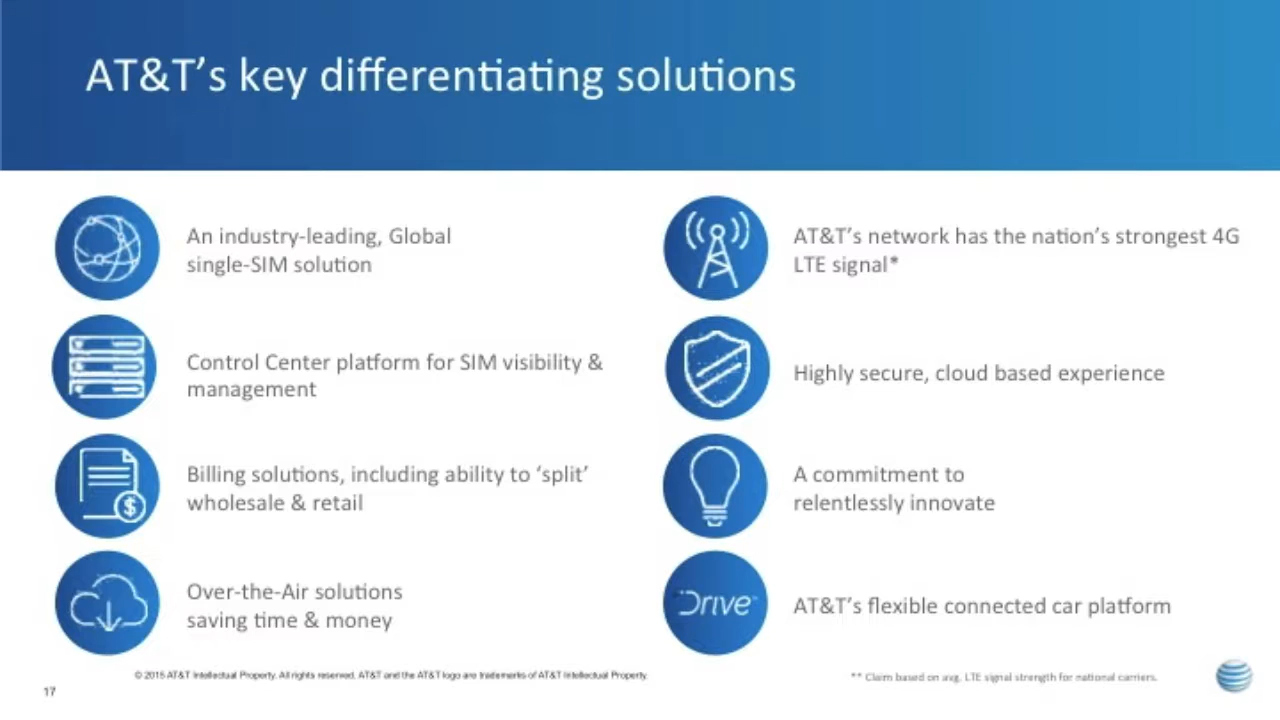 AT&T's key differentiating solutions
An industry-leading, Global
single-SIM solution
Control Center platform for SIM visibility &
management
Billing solutions, including ability to 'split'
wholesale & retail
Over-the-Air solutions
saving time & money
AT&T's network has the nation's strongest 4G
LTE signal*
Highly secure, cloud based experience
A commitment to
relentlessly innovate
Drive
AT&T's flexible connected car platform
© 2015 AT&T Intellectual Property. All rights reserved. AT&T and the AT&T logo are trademarks of AT&T Intellectual Property.
** Claim based on avg. LTE signal strength for national carriers.
17